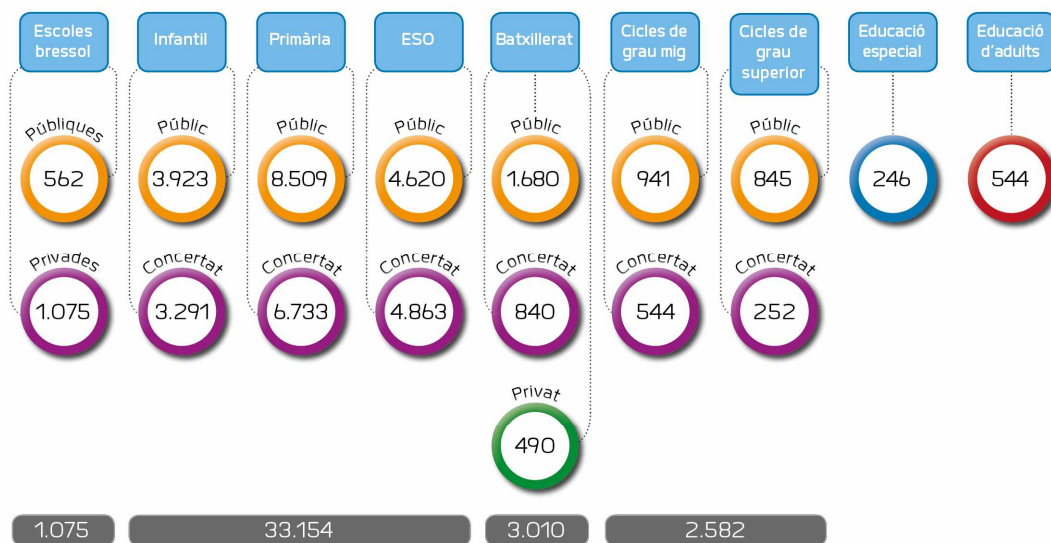 Escoles
bressol
Infantil
Primària
ESO
Batxillerat
Cicles de
grau mig
Cicles de
grau
superior
Educació
especial
Educació
d'adults
Públiques
562
Públic
3.923
Públic
8.509
Públic
4.620
Públic
1.680
Públic
941
Públic
845
246
544
Privades
1.075
Concertat
3.291
Concertat
6.733
Concertat
4.863
Concertat
840
Concertat
544
Concertat
252
Privat
490
1.075
33.154
3.010
2.582